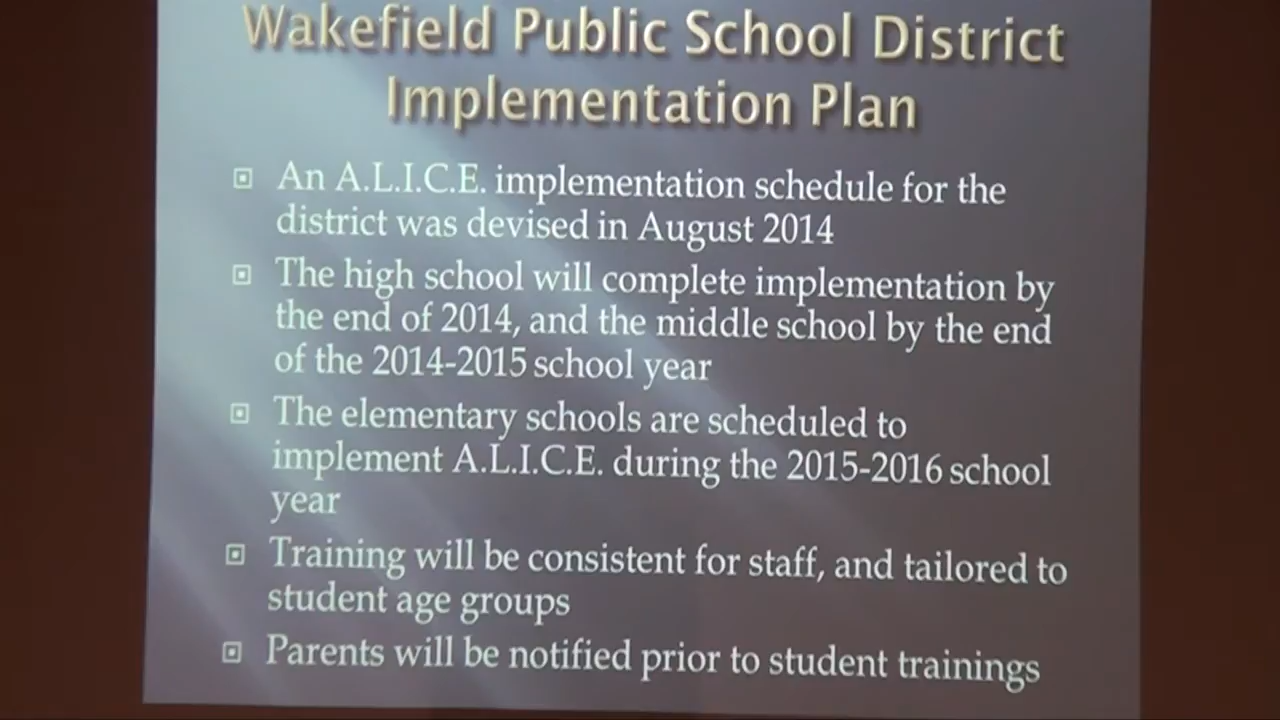 Wakefield Public School District
Implementation Plan
An A.L.I.C.E. implementation schedule for the
district was devised in August 2014
The high school will complete implementation by
the end of 2014, and the middle school by the end
of the 2014-2015 school year
The elementary schools are scheduled to
implement A.L.I.C.E. during the 2015-2016 school
year
Training will be consistent for staff, and tailored to
student age groups
Parents will be notified prior to student trainings